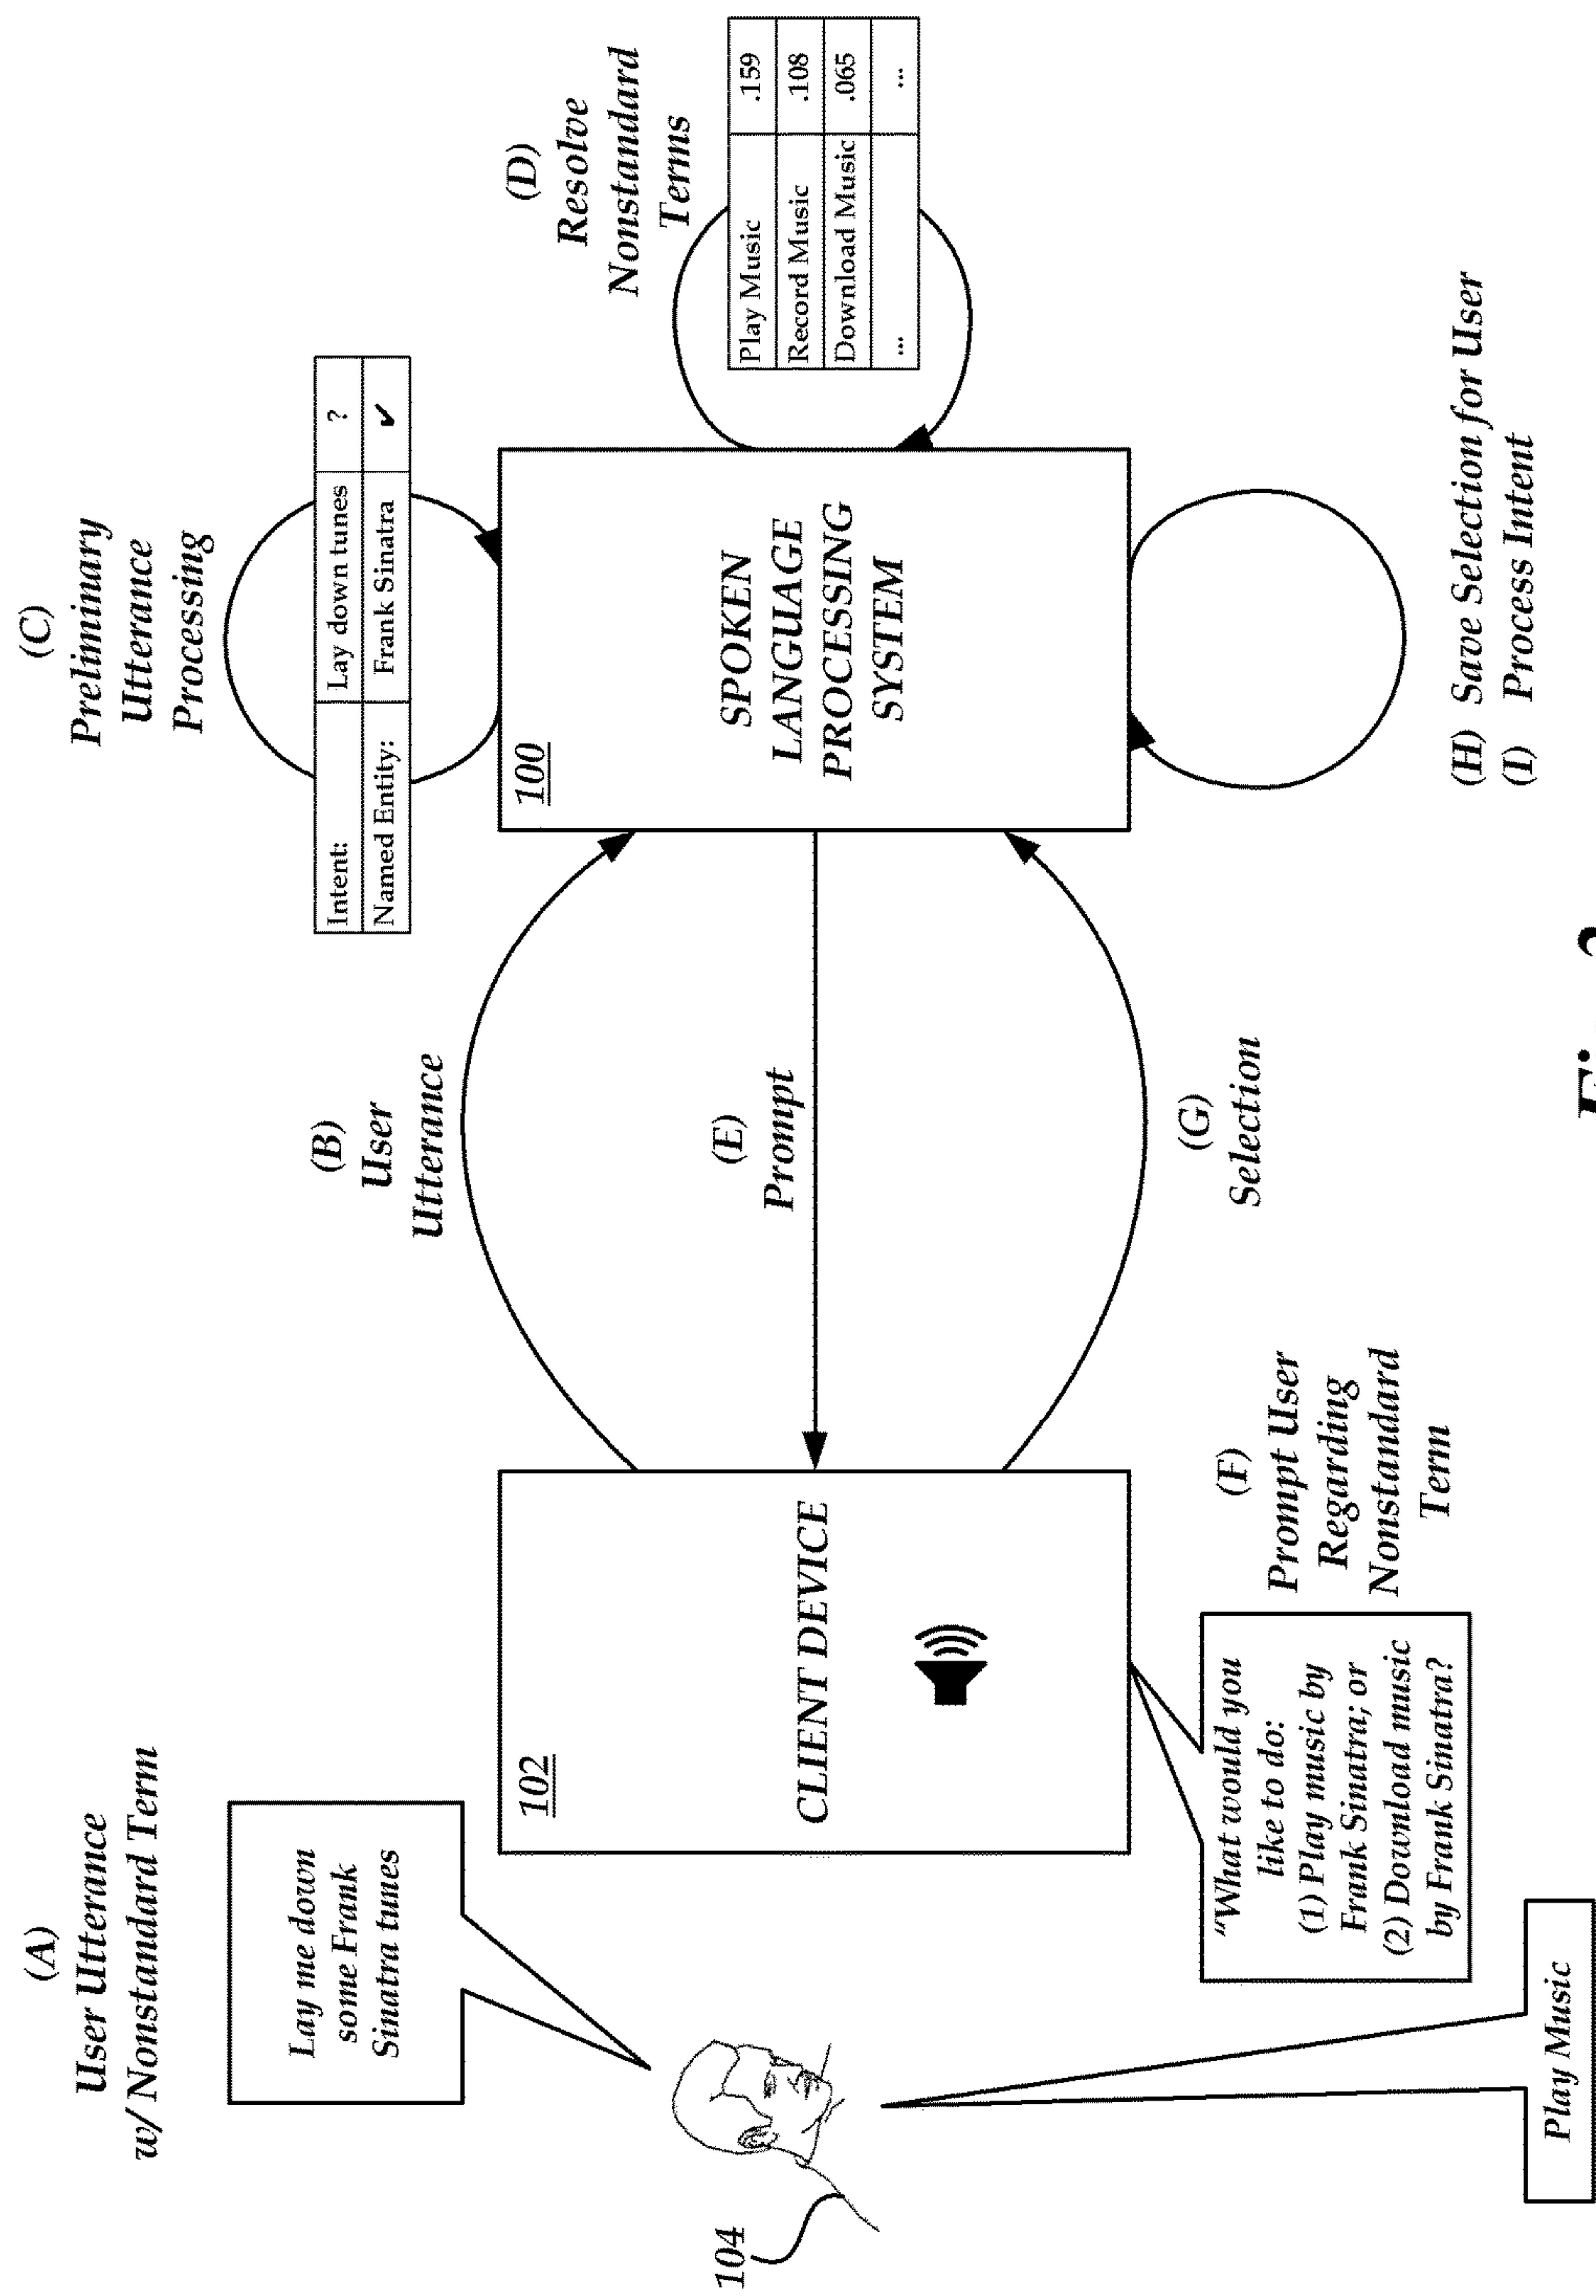 (A)
User Utterance
w/ Nonstandard Term
Lay me down
some Frank
Sinatra tunes
104
102
CLIENT DEVICE
(B)
User
Utterance
(C)
Preliminary
Utterance
Processing
Intent: Lay down tunes ?
Named Entity: Frank Sinatra ✔
100
SPOKEN
LANGUAGE
PROCESSING
SYSTEM
(D)
Resolve
Nonstandard
Terms
Play Music .159
Record Music .108
Download Music .065
... ...
(E)
Prompt
(F)
Prompt User
Regarding
Nonstandard
Term
"What would you
like to do:
(1) Play music by
Frank Sinatra; or
(2) Download music
by Frank Sinatra?
Play Music
(G)
Selection
(H) Save Selection for User
(I) Process Intent